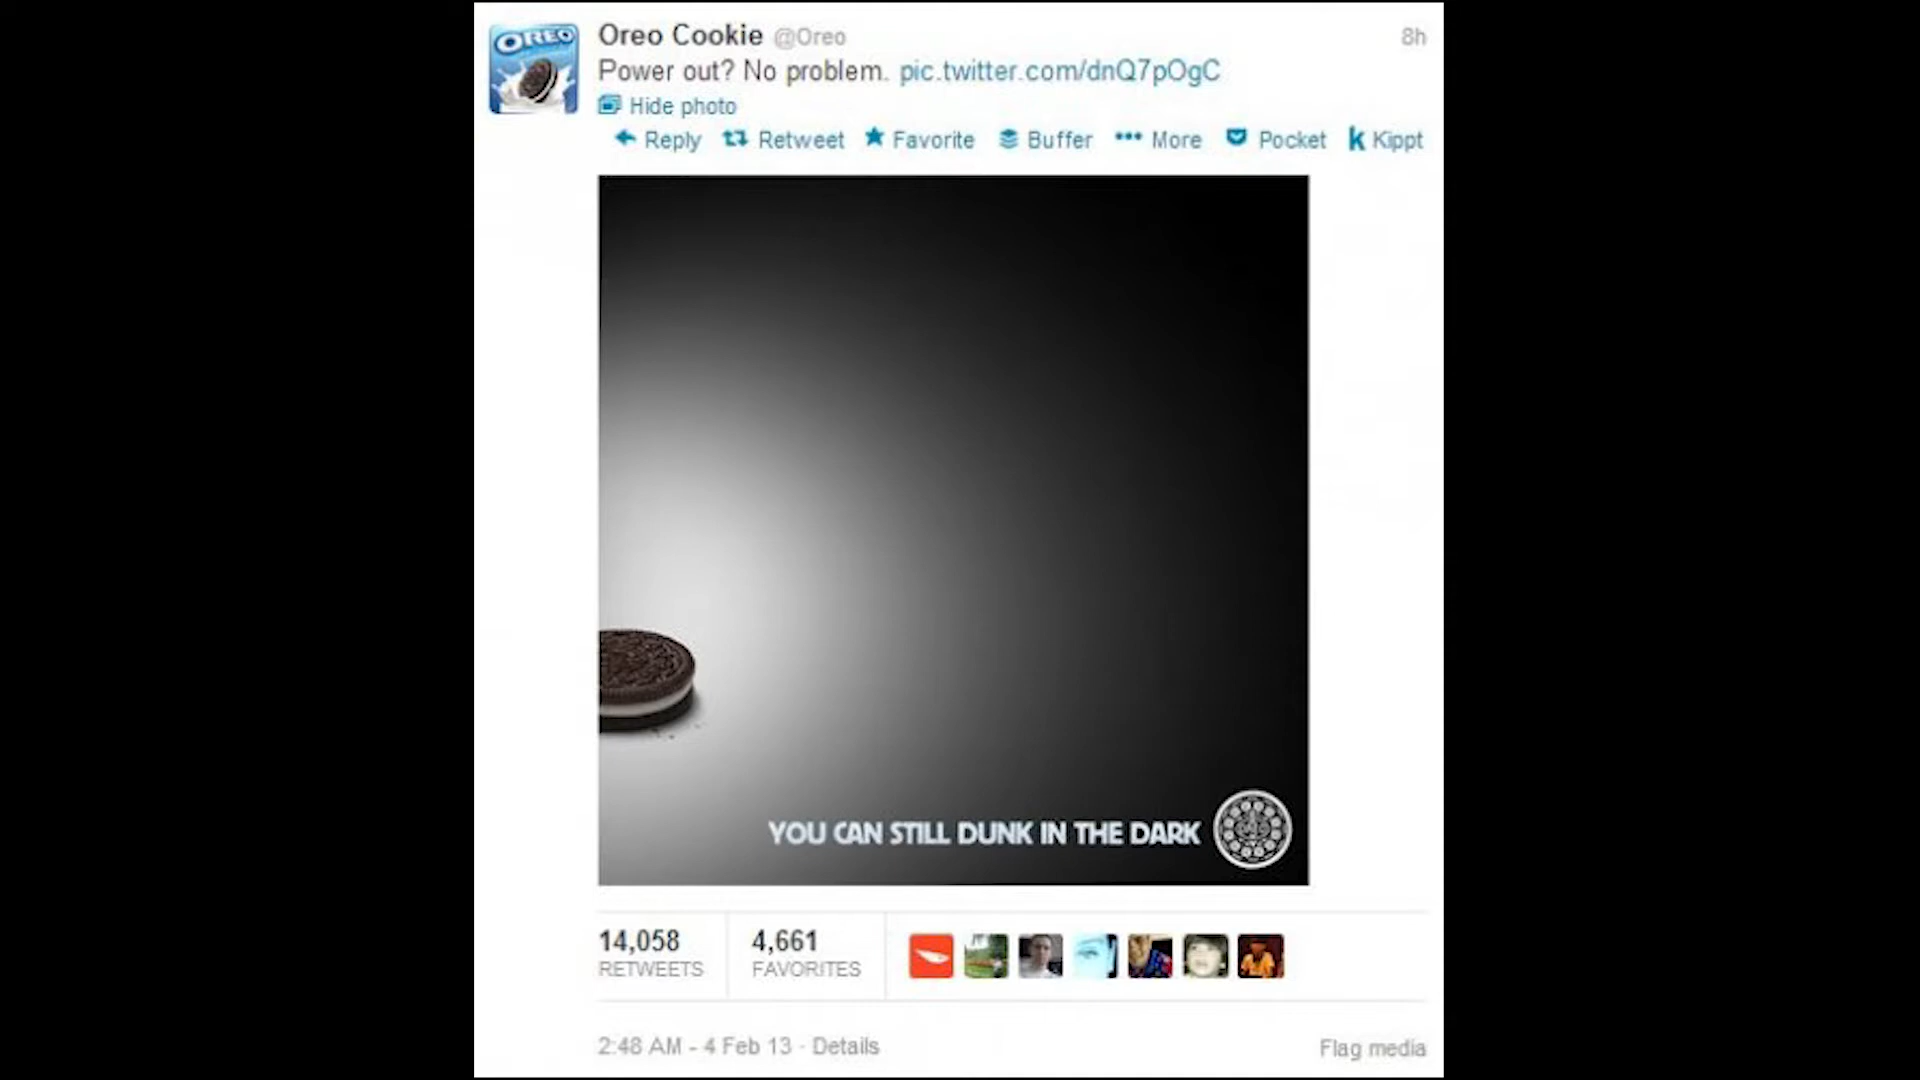 OREO
Oreo Cookie @Oreo 8h
Power out? No problem. pic.twitter.com/dnQ7pOgC
Hide photo
Reply Retweet Favorite Buffer More Pocket Kippt
YOU CAN STILL DUNK IN THE DARK
14,058 4,661
RETWEETS FAVORITES
2:48 AM - 4 Feb 13 · Details Flag media